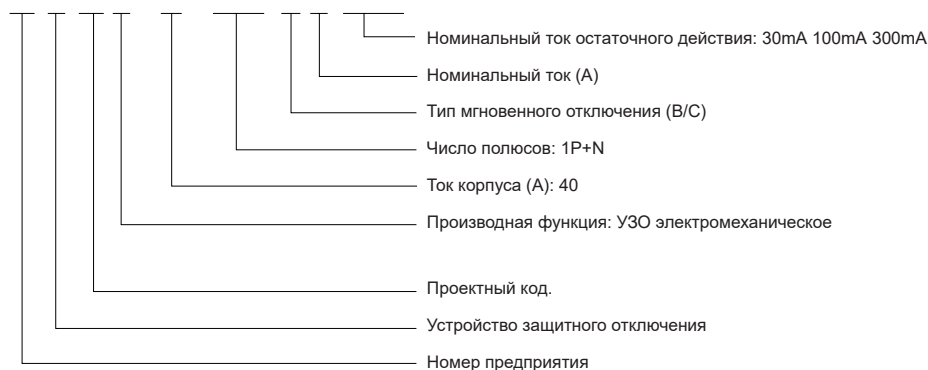 Номинальный ток остаточного действия: 30mA 100mA 300mA
Номинальный ток (A)
Тип мгновенного отключения (B/C)
Число полюсов: 1P+N
Ток корпуса (A): 40
Производная функция: УЗО электромеханическое
Проектный код.
Устройство защитного отключения
Номер предприятия